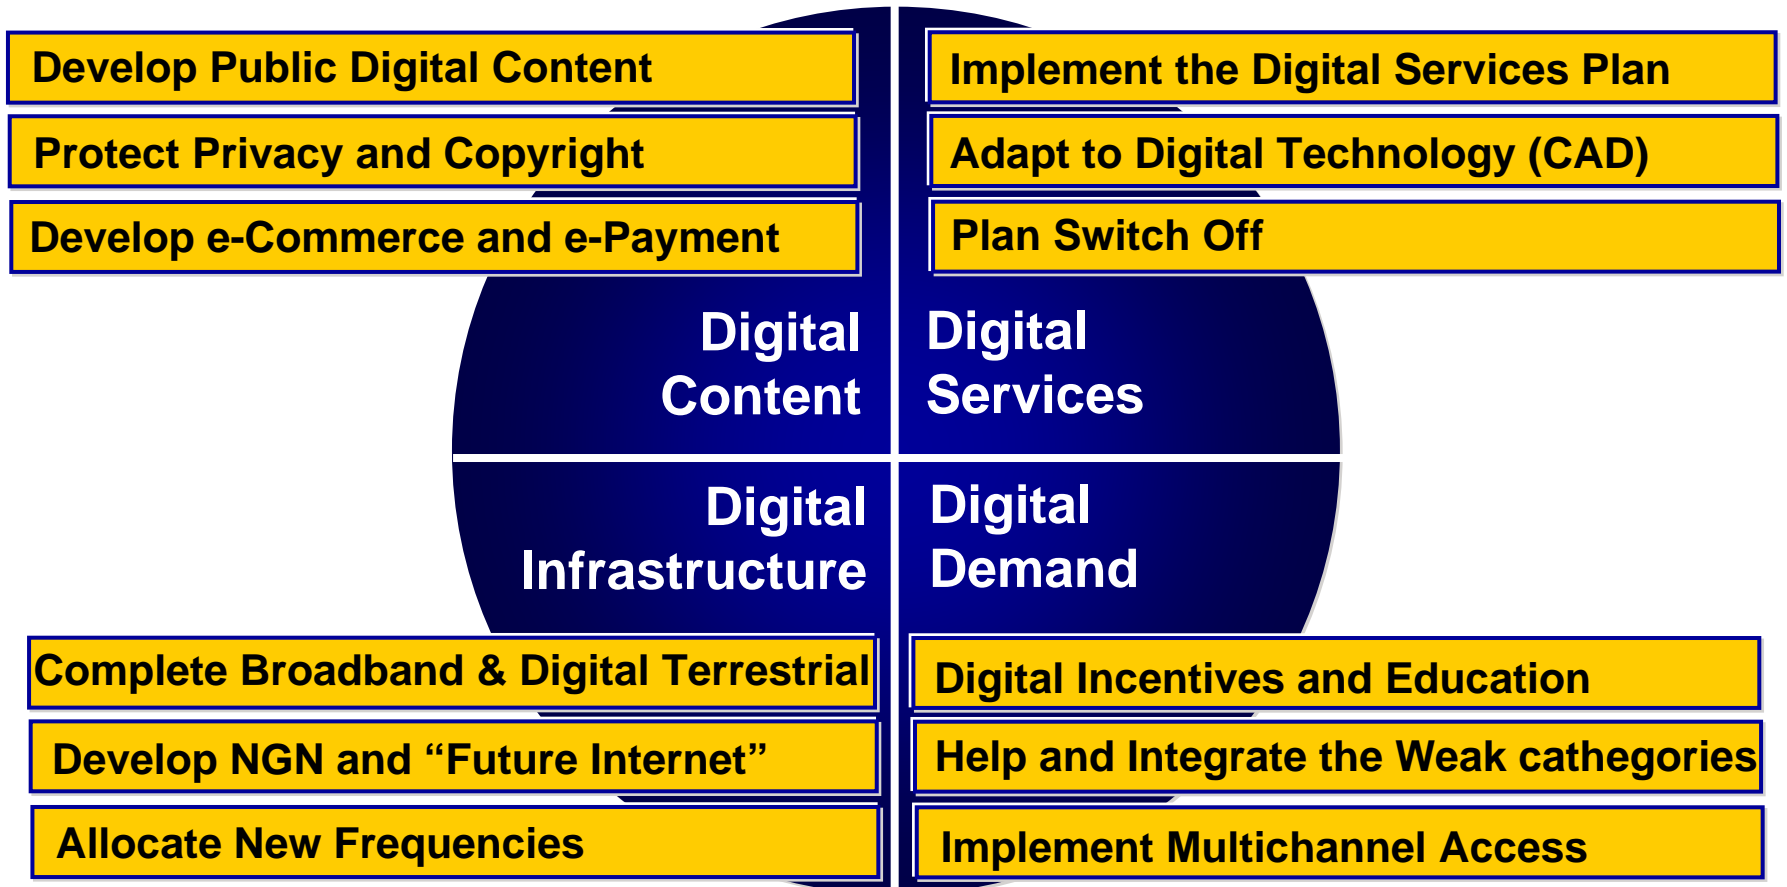 Develop Public Digital Content
Protect Privacy and Copyright
Develop e-Commerce and e-Payment
Implement the Digital Services Plan
Adapt to Digital Technology (CAD)
Plan Switch Off
Digital
Content
Digital
Services
Digital
Infrastructure
Digital
Demand
Complete Broadband & Digital Terrestrial
Develop NGN and “Future Internet”
Allocate New Frequencies
Digital Incentives and Education
Help and Integrate the Weak cathegories
Implement Multichannel Access